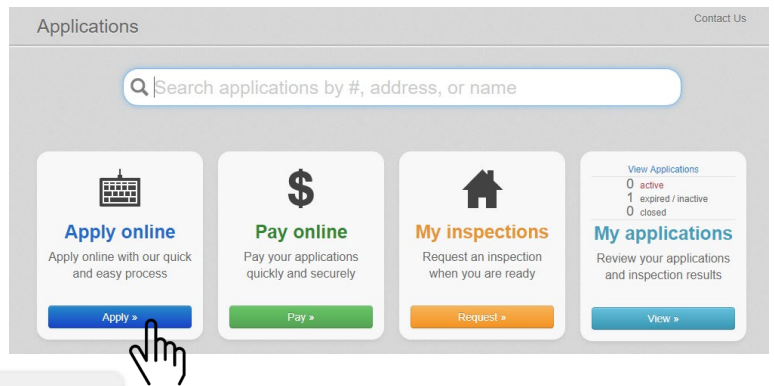 Applications
Contact Us
Search applications by #, address, or name
Apply online
Apply online with our quick
and easy process
Apply »
$
Pay online
Pay your applications
quickly and securely
Pay »
My inspections
Request an inspection
when you are ready
Request »
View Applications
0 active
1 expired / inactive
0 closed
My applications
Review your applications
and inspection results
View »